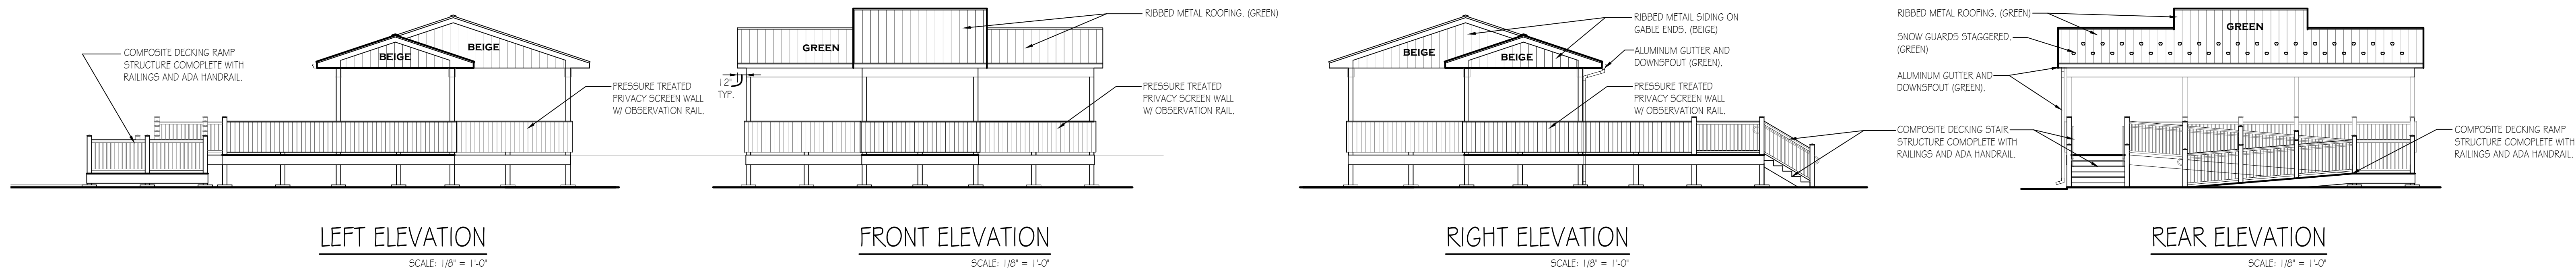 COMPOSITE DECKING RAMP
STRUCTURE COMOPLETE WITH
RAILINGS AND ADA HANDRAIL.
BEIGE
BEIGE
PRESSURE TREATED
PRIVACY SCREEN WALL
W/ OBSERVATION RAIL.
LEFT ELEVATION
SCALE: 1/8" = 1'-0"
GREEN
12"
TYP.
RIBBED METAL ROOFING, (GREEN)
PRESSURE TREATED
PRIVACY SCREEN WALL
W/ OBSERVATION RAIL.
FRONT ELEVATION
SCALE: 1/8" = 1'-0"
BEIGE
BEIGE
RIBBED METAIL SIDING ON
GABLE ENDS, (BEIGE)
ALUMINUM GUTTER AND
DOWNSPOUT (GREEN).
PRESSURE TREATED
PRIVACY SCREEN WALL
W/ OBSERVATION RAIL.
COMPOSITE DECKING STAIR
STRUCTURE COMOPLETE WITH
RAILINGS AND ADA HANDRAIL.
RIGHT ELEVATION
SCALE: 1/8" = 1'-0"
RIBBED METAL ROOFING, (GREEN)
SNOW GUARDS STAGGERED,
(GREEN)
ALUMINUM GUTTER AND
DOWNSPOUT (GREEN).
GREEN
COMPOSITE DECKING RAMP
STRUCTURE COMOPLETE WITH
RAILINGS AND ADA HANDRAIL.
REAR ELEVATION
SCALE: 1/8" = 1'-0"